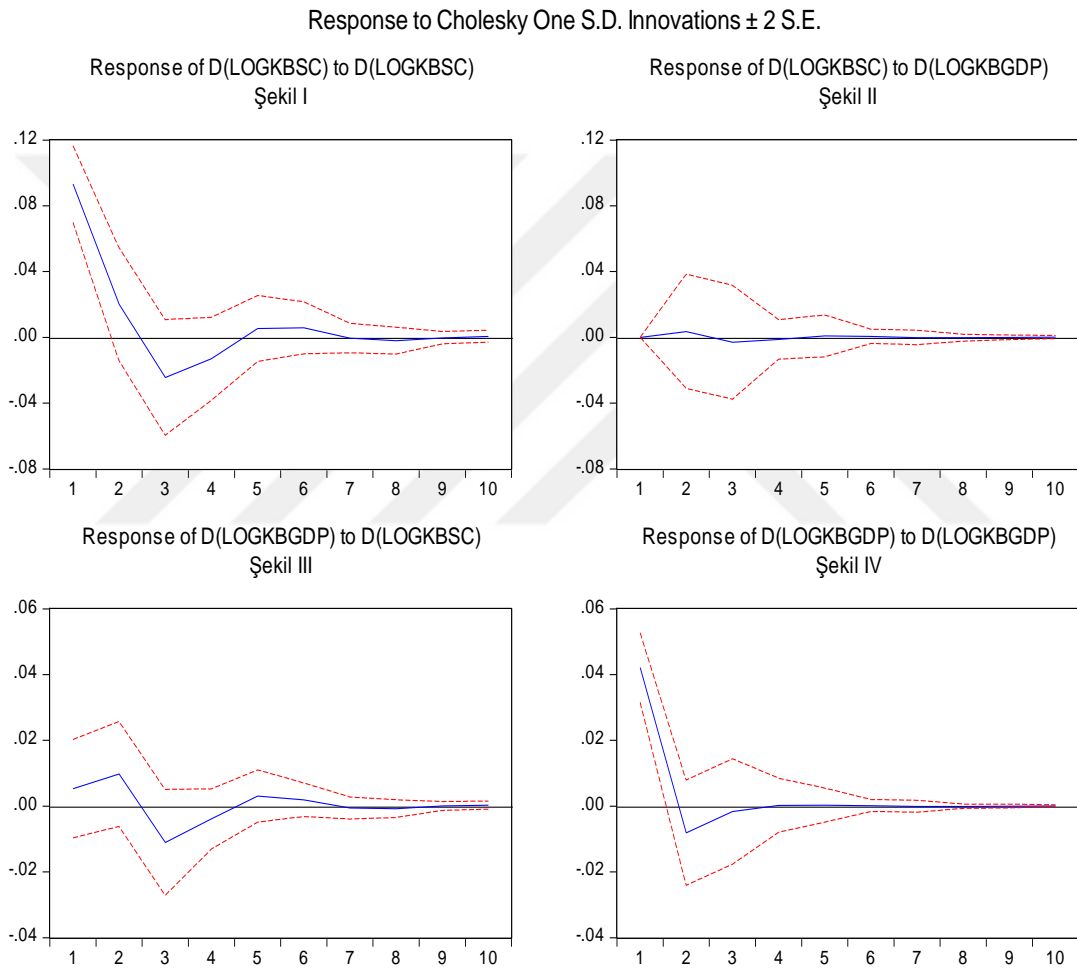 Response to Cholesky One S.D. Innovations ± 2 S.E.
Response of D(LOGKBSC) to D(LOGKBSC)
Şekil I
.12
.08
.04
.00
-.04
-.08
1 2 3 4 5 6 7 8 9 10
Response of D(LOGKBSC) to D(LOGKBGDP)
Şekil II
.12
.08
.04
.00
-.04
-.08
1 2 3 4 5 6 7 8 9 10
Response of D(LOGKBGDP) to D(LOGKBSC)
Şekil III
.06
.04
.02
.00
-.02
-.04
1 2 3 4 5 6 7 8 9 10
Response of D(LOGKBGDP) to D(LOGKBGDP)
Şekil IV
.06
.04
.02
.00
-.02
-.04
1 2 3 4 5 6 7 8 9 10